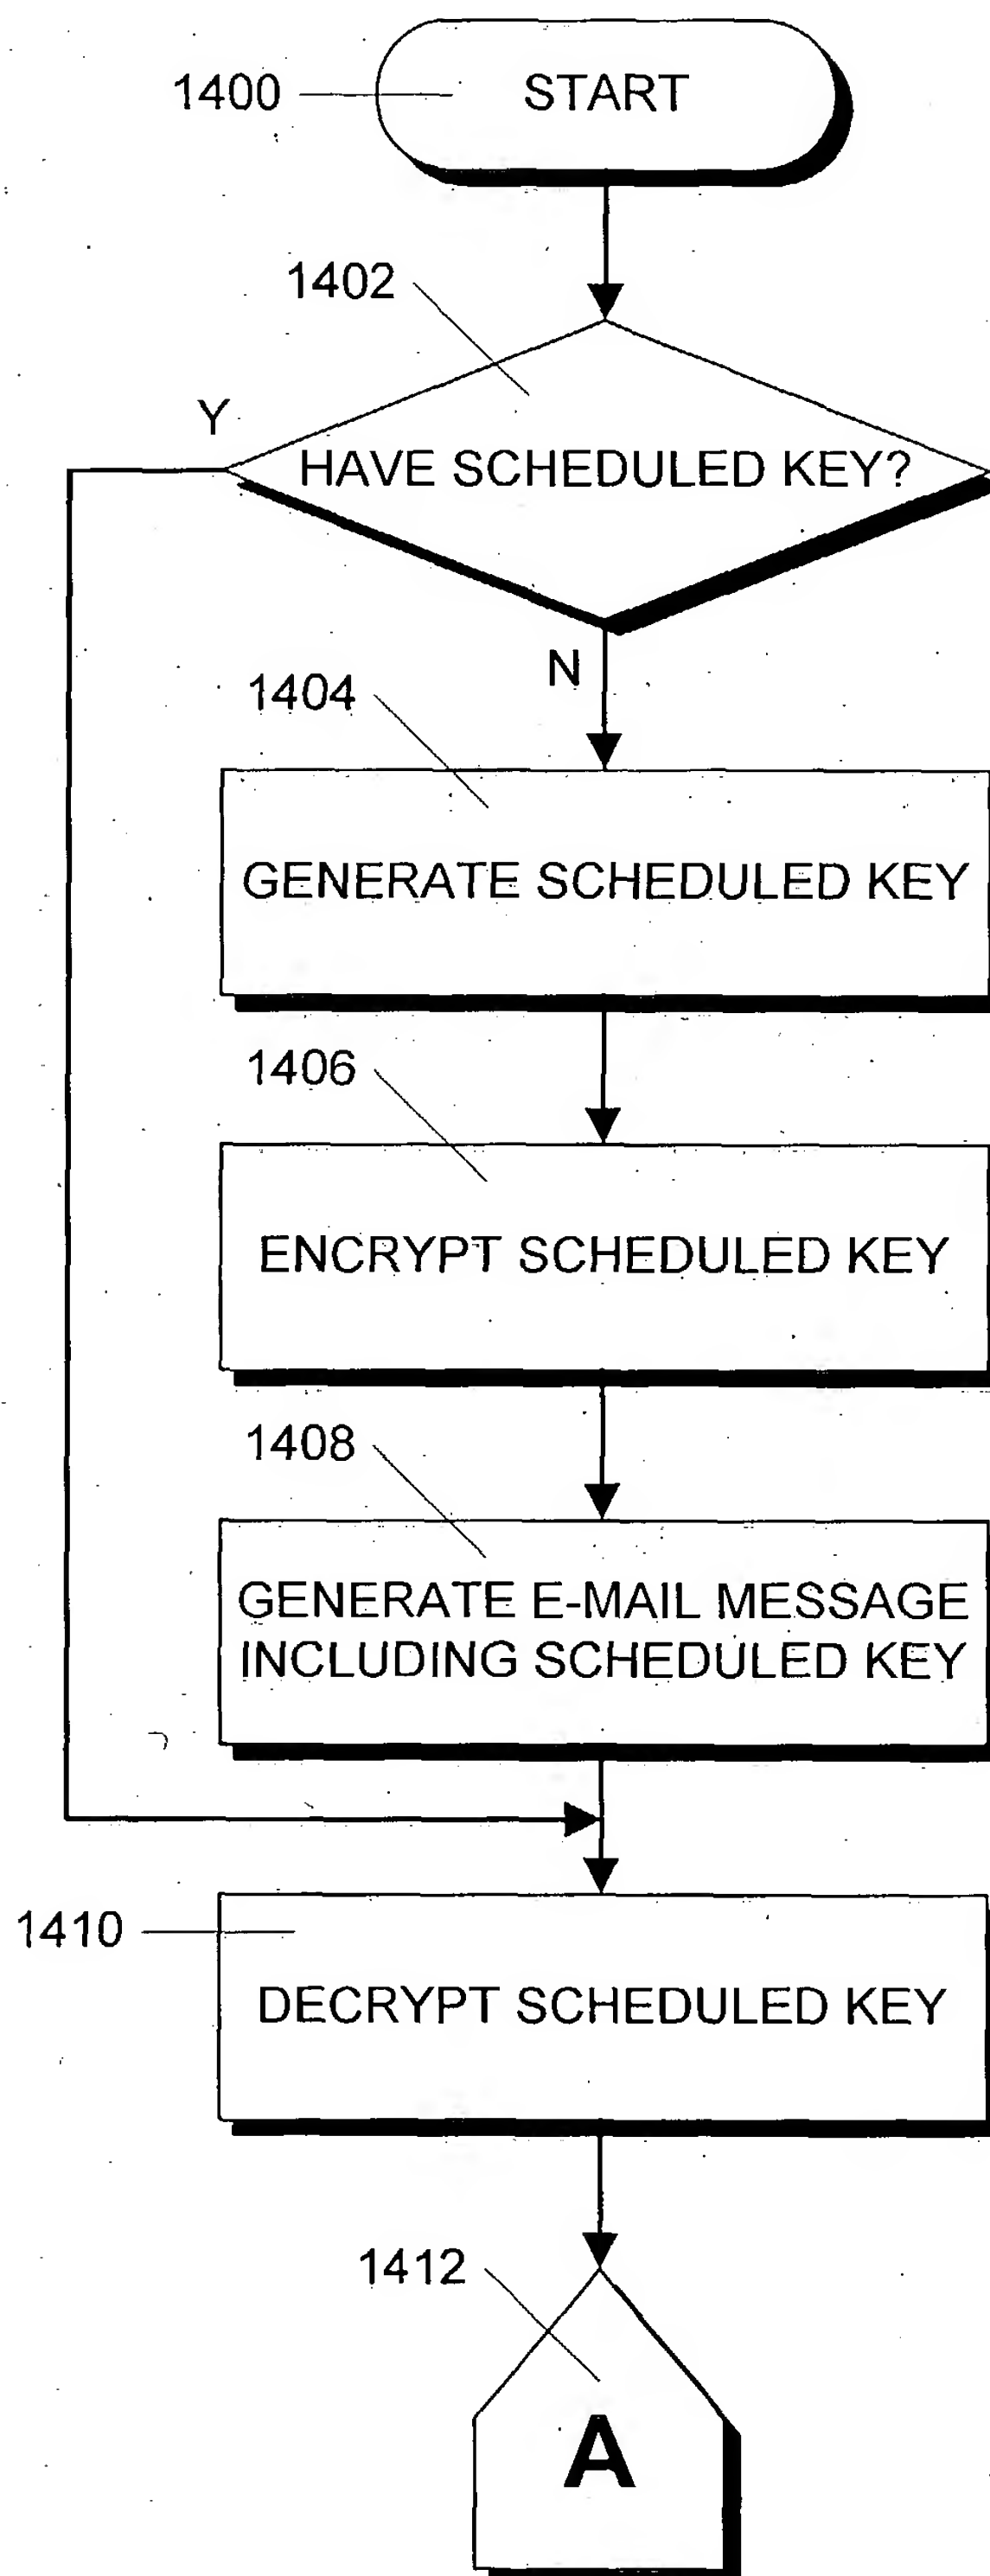 1400
START
1402
Y
HAVE SCHEDULED KEY?
N
1404
GENERATE SCHEDULED KEY
1406
ENCRYPT SCHEDULED KEY
1408
GENERATE E-MAIL MESSAGE
INCLUDING SCHEDULED KEY
1410
DECRYPT SCHEDULED KEY
1412
A